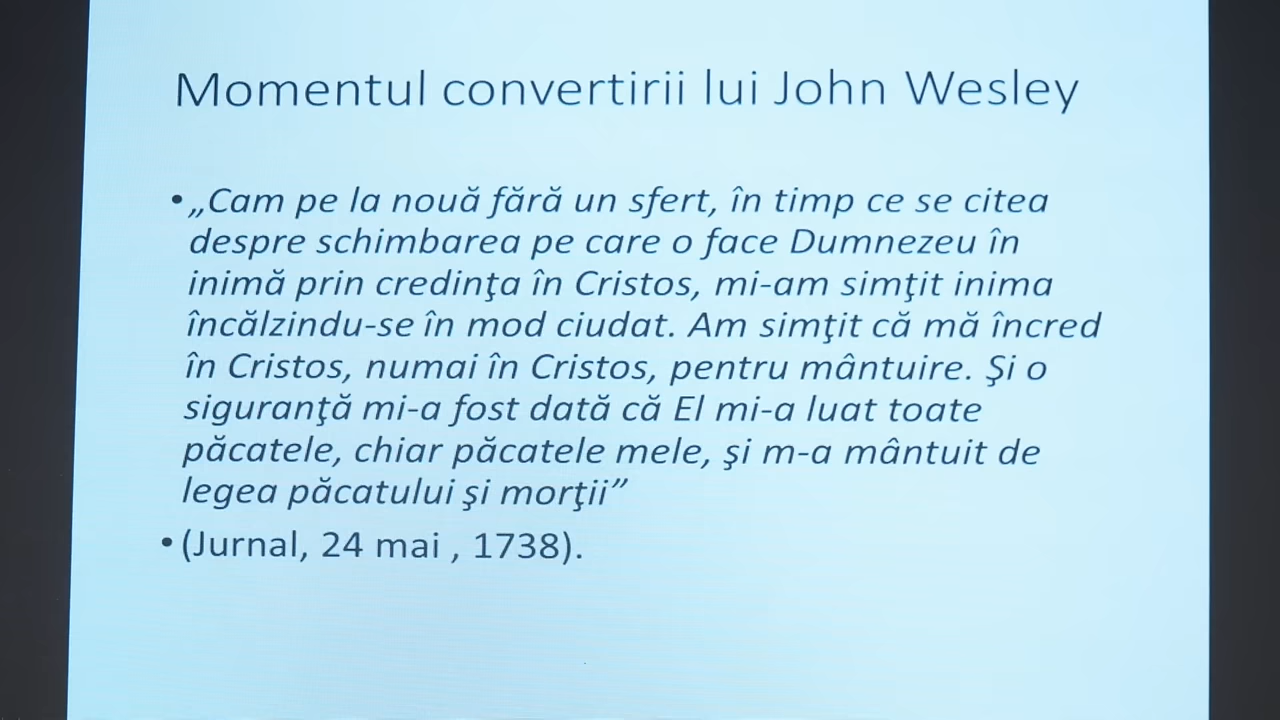 Momentul convertirii lui John Wesley
• „Cam pe la nouă fără un sfert, în timp ce se citea
despre schimbarea pe care o face Dumnezeu în
inimă prin credinţa în Cristos, mi-am simţit inima
încălzindu-se în mod ciudat. Am simţit că mă încred
în Cristos, numai în Cristos, pentru mântuire. Şi o
siguranţă mi-a fost dată că El mi-a luat toate
păcatele, chiar păcatele mele, şi m-a mântuit de
legea păcatului şi morţii”
• (Jurnal, 24 mai , 1738).